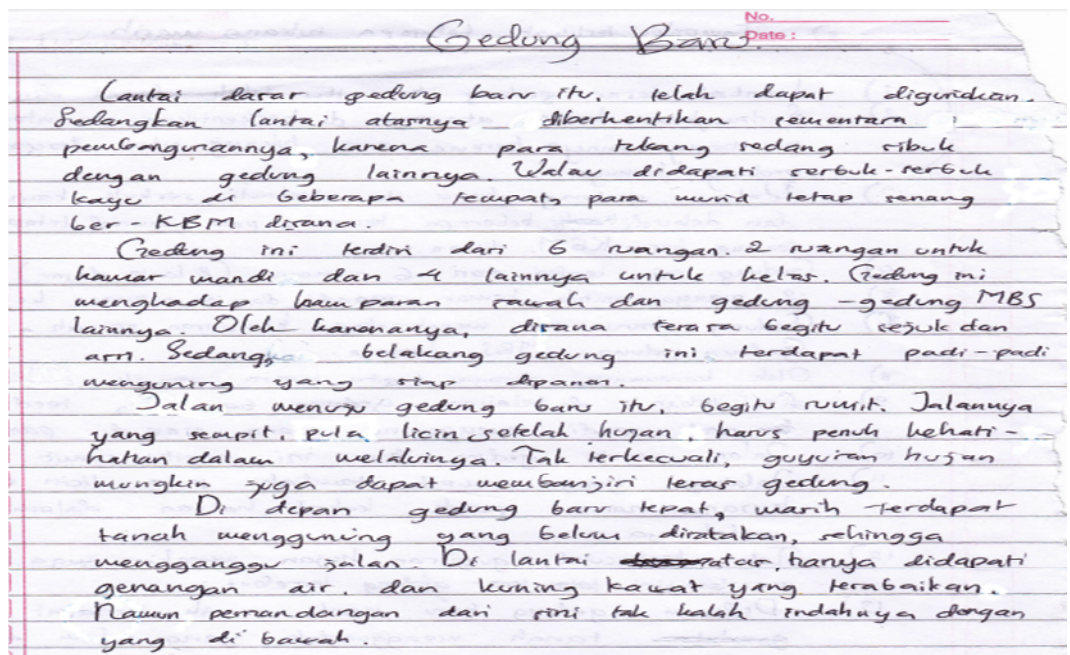 No.
Date :
Gedung Baru.
Lantai dasar gedung baru itu, telah dapat digunakan.
Sedangkan lantai atasnya diberhentikan sementara
pembangunannya, karena para tukang sedang sibuk
dengan gedung lainnya. Walau didapati serbuk-serbuk
kayu di beberapa tempat, para murid tetap senang
ber-KBM disana.
Gedung ini terdiri dari 6 ruangan. 2 ruangan untuk
kamar mandi dan 4 lainnya untuk kelas. Gedung ini
menghadap hamparan sawah dan gedung-gedung MBS
lainnya. Oleh karenanya, disana terasa begitu sejuk dan
asri. Sedang, belakang gedung ini terdapat padi-padi
menguning yang siap dipanen.
Jalan menuju gedung baru itu, begitu rumit. Jalannya
yang sempit, pula licin setelah hujan, harus penuh kehati-
hatian dalam melaluinya. Tak terkecuali, guyuran hujan
mungkin juga dapat membanjiri teras gedung.
Di depan gedung baru tepat, masih terdapat
tanah menggunung yang belum diratakan, sehingga
mengganggu jalan. Di lantai atas, hanya didapati
genangan air, dan kuning kawat yang terabaikan.
Namun pemandangan dari sini tak kalah indahnya dengan
yang di bawah.